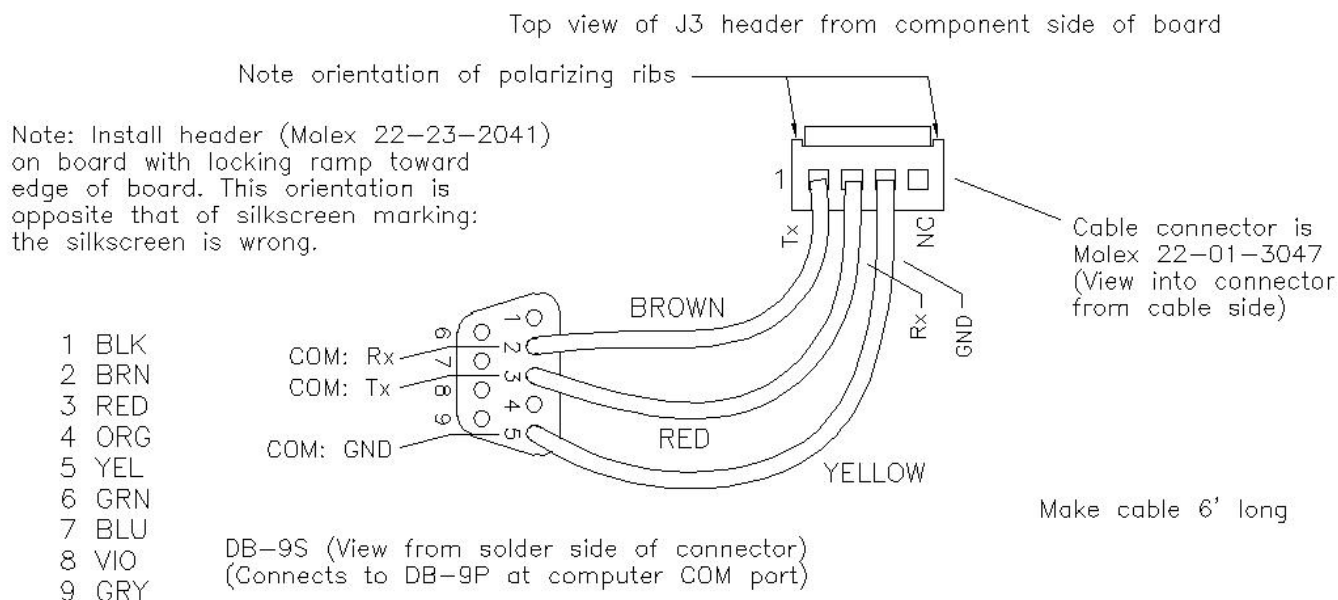 Top view of J3 header from component side of board
Note orientation of polarizing ribs
Note: Install header (Molex 22-23-2041)
on board with locking ramp toward
edge of board. This orientation is
opposite that of silkscreen marking:
the silkscreen is wrong.
1
Tx
NC
Rx
GND
Cable connector is
Molex 22-01-3047
(View into connector
from cable side)
BROWN
RED
YELLOW
COM: Rx
COM: Tx
COM: GND
1
2
3
4
5
6
7
8
9
1 BLK
2 BRN
3 RED
4 ORG
5 YEL
6 GRN
7 BLU
8 VIO
9 GRY
Make cable 6' long
DB-9S (View from solder side of connector)
(Connects to DB-9P at computer COM port)